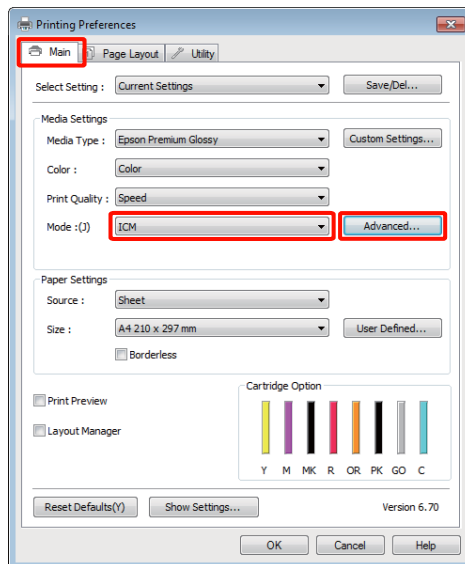 Printing Preferences
Main Page Layout Utility
Select Setting : Current Settings Save/Del...
Media Settings
Media Type : Epson Premium Glossy Custom Settings...
Color : Color
Print Quality : Speed
Mode :(J) ICM Advanced...
Paper Settings
Source : Sheet
Size : A4 210 x 297 mm User Defined...
Borderless
Print Preview
Layout Manager
Cartridge Option
Y M MK R OR PK GO C
Reset Defaults(Y) Show Settings... Version 6.70
OK Cancel Help